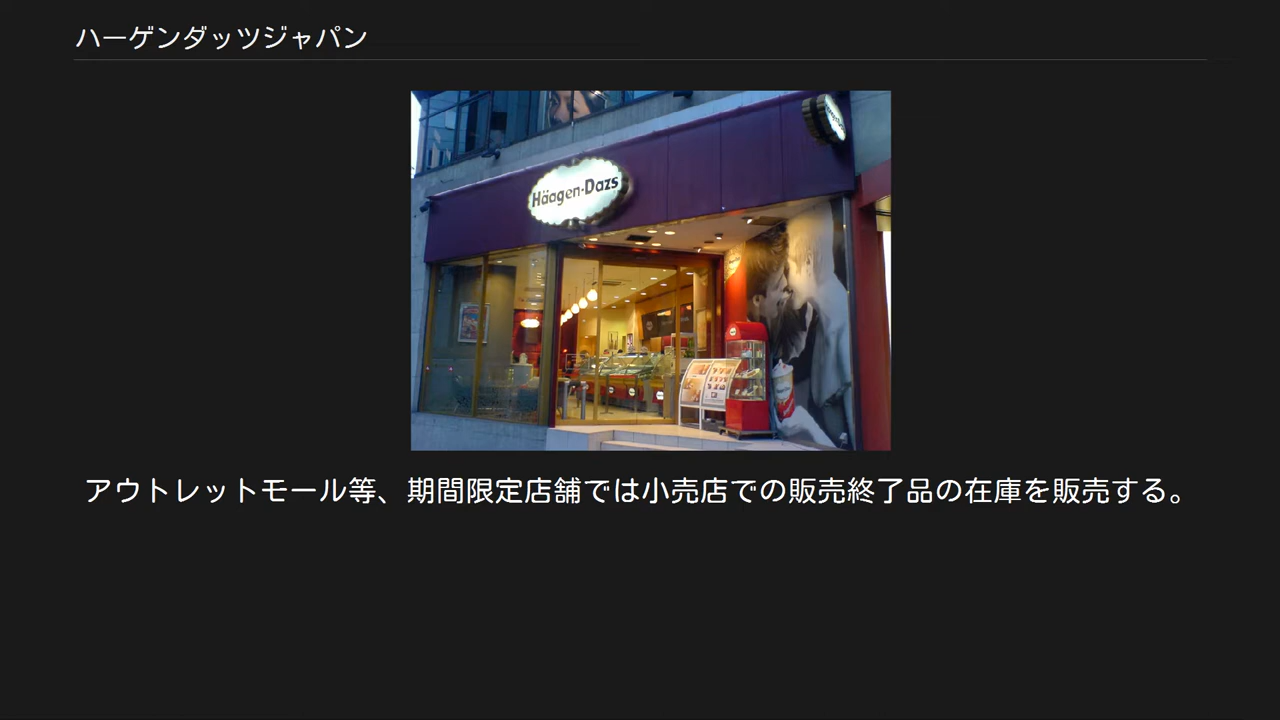 ハーゲンダッツジャパン
Häagen-Dazs
アウトレットモール等、期間限定店舗では小売店での販売終了品の在庫を販売する。